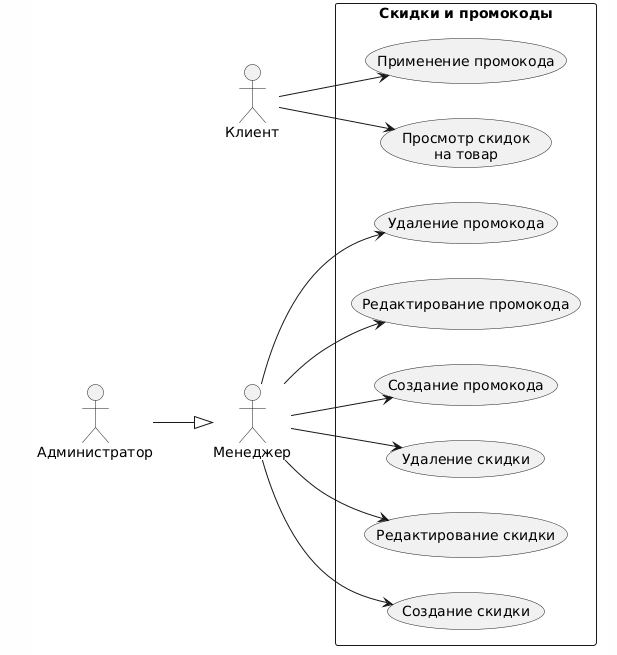 Скидки и промокоды
Применение промокода
Клиент
Просмотр скидок
на товар
Удаление промокода
Редактирование промокода
Создание промокода
Администратор
Менеджер
Удаление скидки
Редактирование скидки
Создание скидки